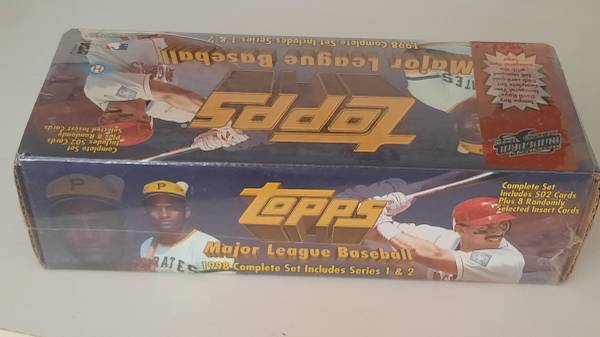 1998 Complete Set Includes Series 1 & 2
Major League Baseball
Topps
Complete Set
Includes 502 Cards
Plus 8 Randomly
Selected Insert Cards
P
P
RATES
topps
Major League Baseball
1998 Complete Set Includes Series 1 & 2
Complete Set
Includes 502 Cards
Plus 8 Randomly
Selected Insert Cards